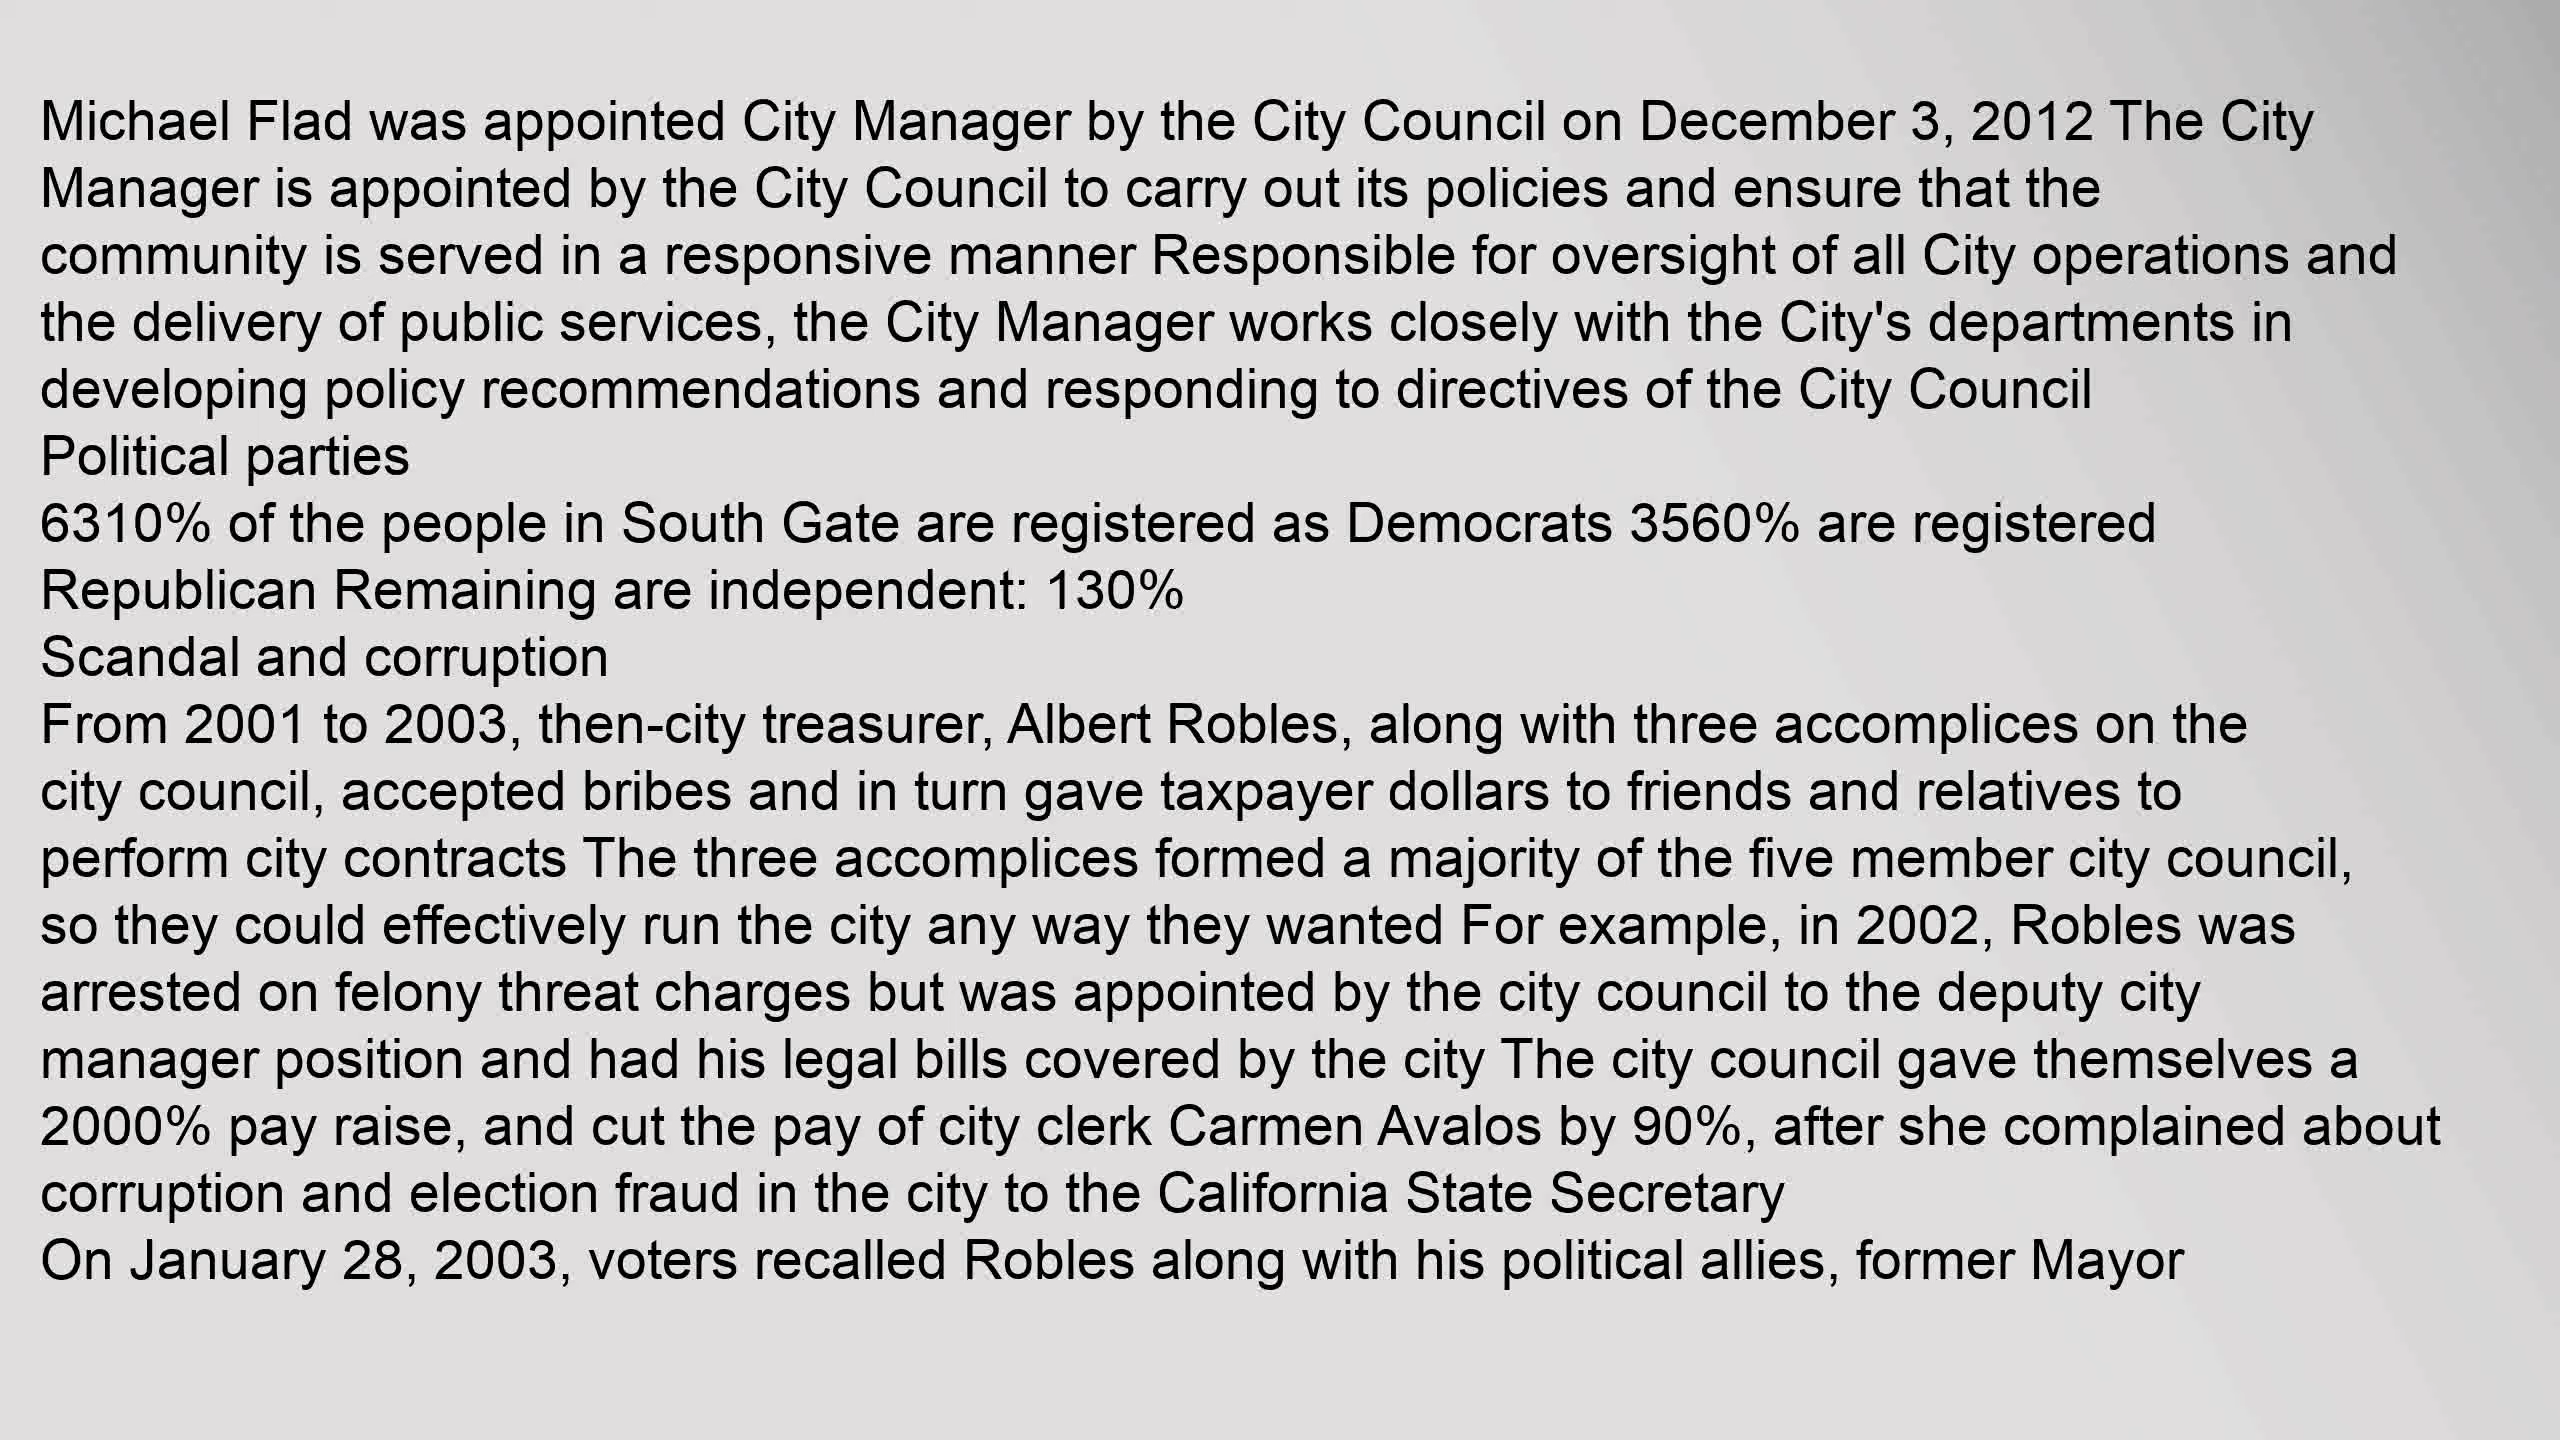 Michael Flad was appointed City Manager by the City Council on December 3, 2012 The City
Manager is appointed by the City Council to carry out its policies and ensure that the
community is served in a responsive manner Responsible for oversight of all City operations and
the delivery of public services, the City Manager works closely with the City's departments in
developing policy recommendations and responding to directives of the City Council
Political parties
6310% of the people in South Gate are registered as Democrats 3560% are registered
Republican Remaining are independent: 130%
Scandal and corruption
From 2001 to 2003, then-city treasurer, Albert Robles, along with three accomplices on the
city council, accepted bribes and in turn gave taxpayer dollars to friends and relatives to
perform city contracts The three accomplices formed a majority of the five member city council,
so they could effectively run the city any way they wanted For example, in 2002, Robles was
arrested on felony threat charges but was appointed by the city council to the deputy city
manager position and had his legal bills covered by the city The city council gave themselves a
2000% pay raise, and cut the pay of city clerk Carmen Avalos by 90%, after she complained about
corruption and election fraud in the city to the California State Secretary
On January 28, 2003, voters recalled Robles along with his political allies, former Mayor